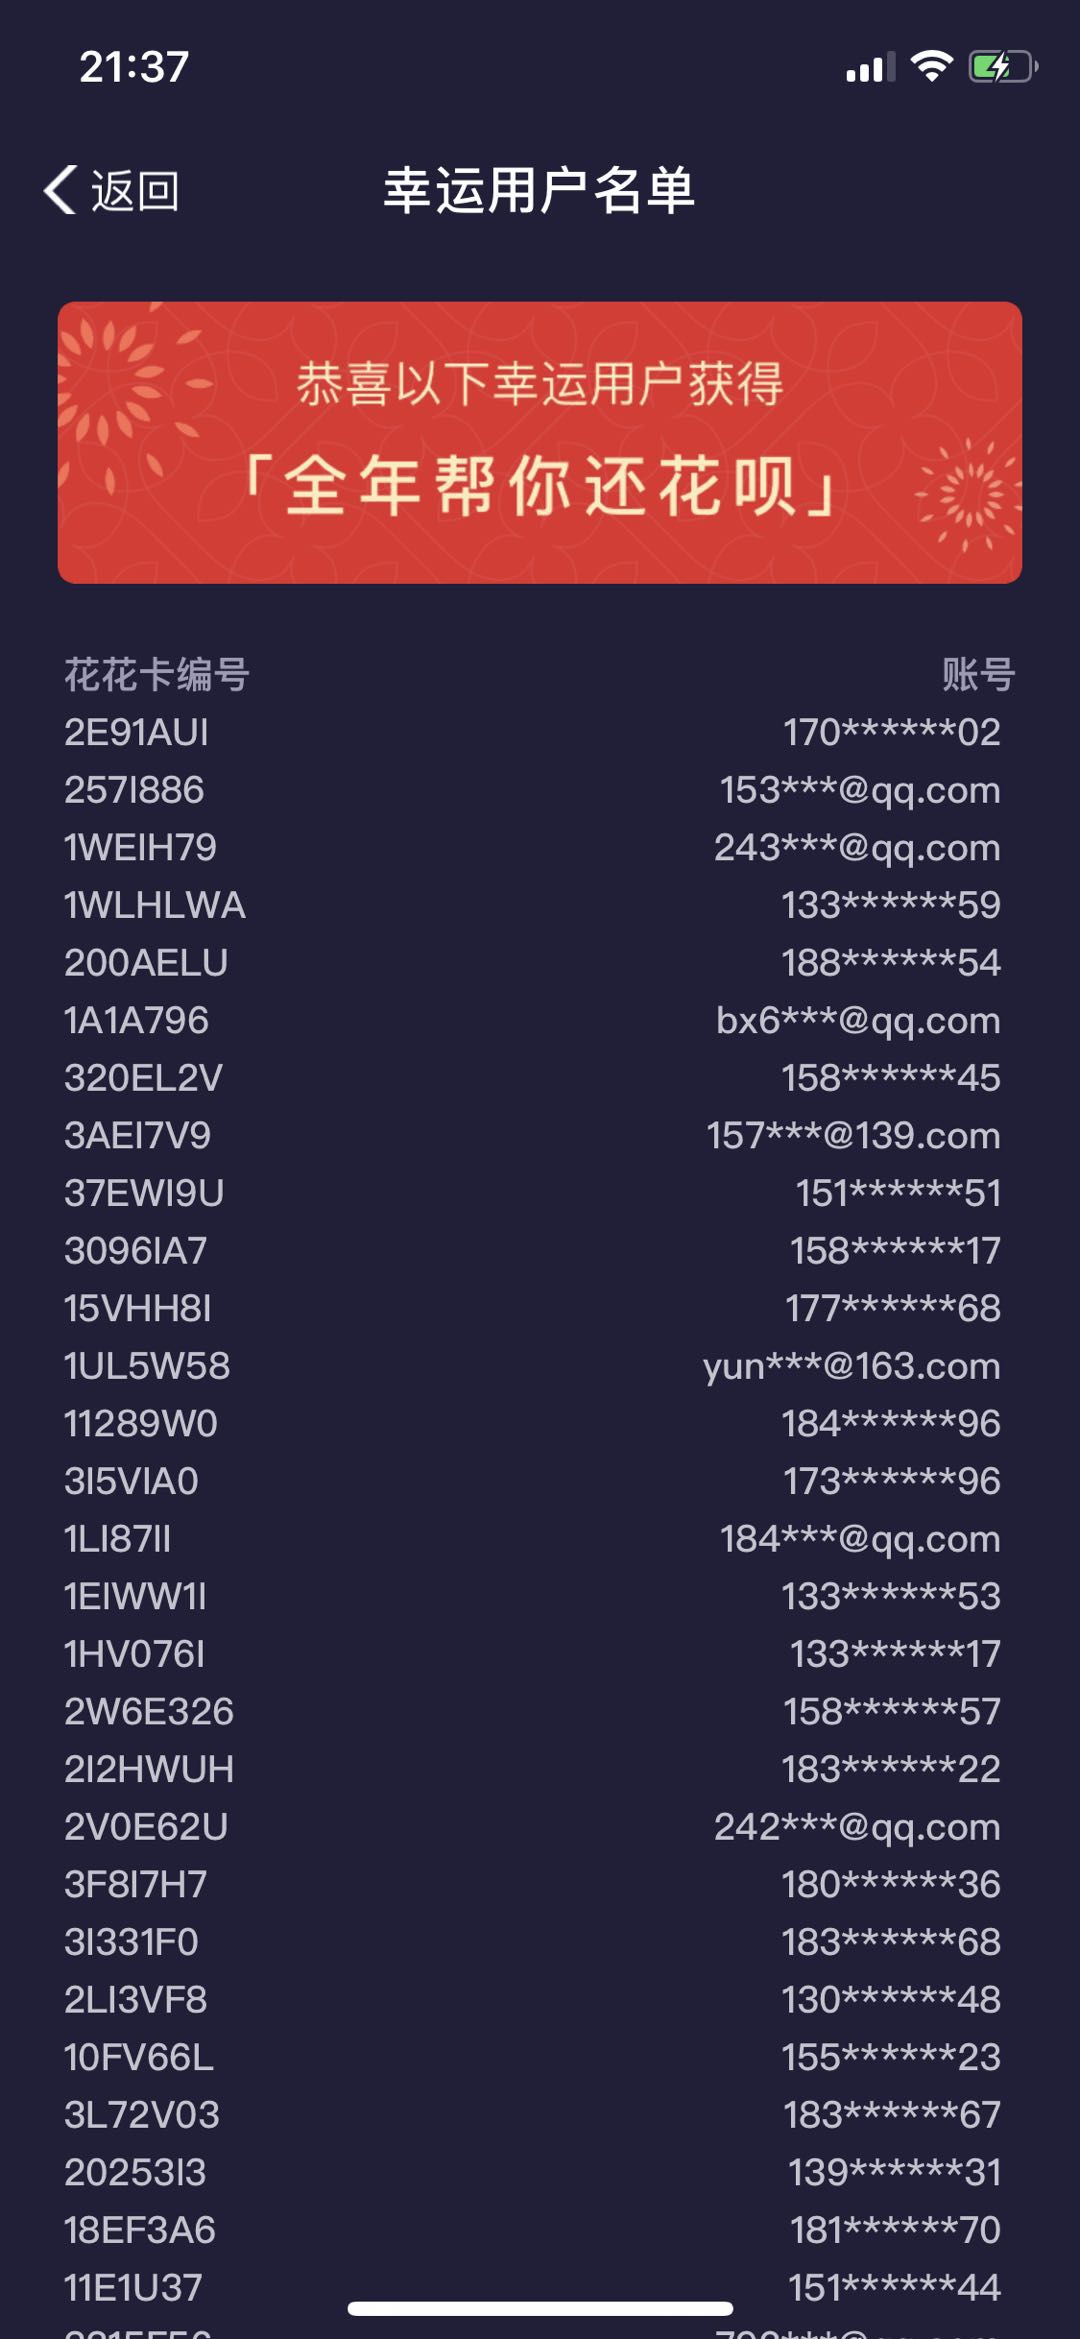 21:37
返回
幸运用户名单
恭喜以下幸运用户获得
「全年帮你还花呗」
花花卡编号 账号
2E91AUI 170******02
257I886 153***@qq.com
1WEIH79 243***@qq.com
1WLHLWA 133******59
200AELU 188******54
1A1A796 bx6***@qq.com
320EL2V 158******45
3AEI7V9 157***@139.com
37EWI9U 151******51
3096IA7 158******17
15VHH8I 177******68
1UL5W58 yun***@163.com
11289W0 184******96
3I5VIA0 173******96
1LI87II 184***@qq.com
1EIWW1I 133******53
1HV076I 133******17
2W6E326 158******57
2I2HWUH 183******22
2V0E62U 242***@qq.com
3F8I7H7 180******36
3I331F0 183******68
2LI3VF8 130******48
10FV66L 155******23
3L72V03 183******67
20253I3 139******31
18EF3A6 181******70
11E1U37 151******44